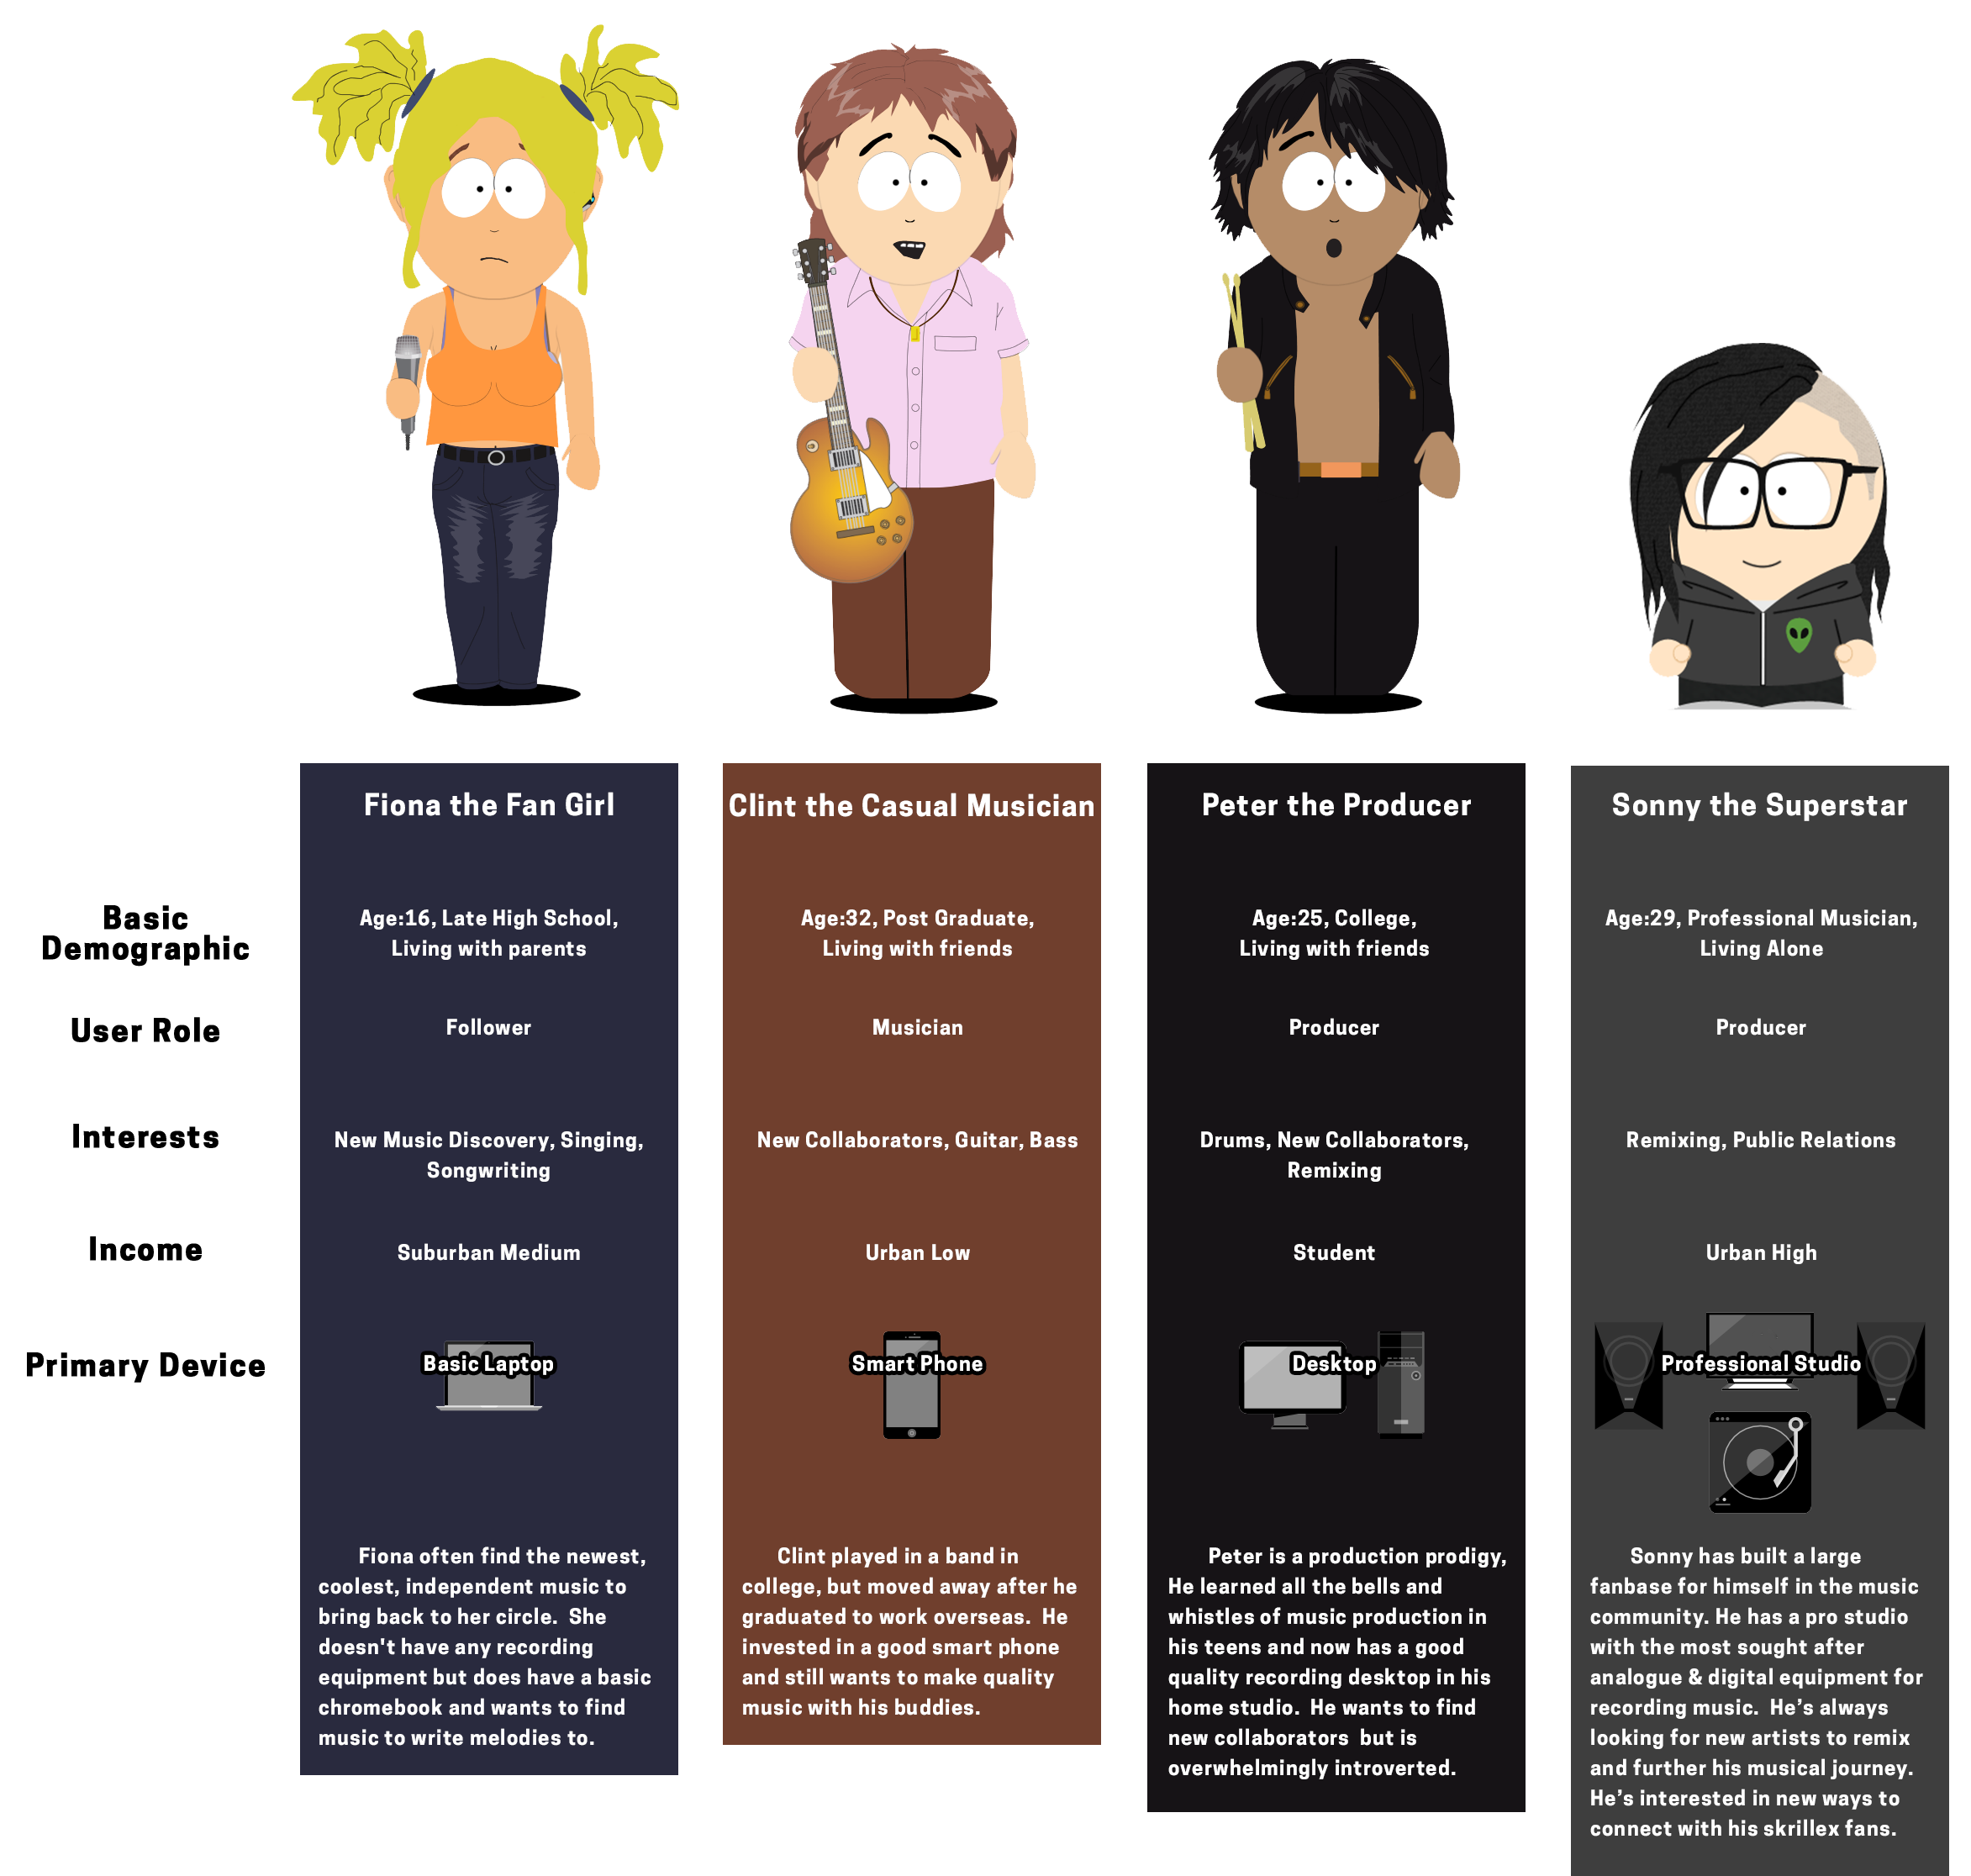 Fiona the Fan Girl
Clint the Casual Musician
Peter the Producer
Sonny the Superstar
Basic
Demographic
Age:16, Late High School,
Living with parents
Age:32, Post Graduate,
Living with friends
Age:25, College,
Living with friends
Age:29, Professional Musician,
Living Alone
User Role
Follower
Musician
Producer
Producer
Interests
New Music Discovery, Singing,
Songwriting
New Collaborators, Guitar, Bass
Drums, New Collaborators,
Remixing
Remixing, Public Relations
Income
Suburban Medium
Urban Low
Student
Urban High
Primary Device
Basic Laptop
Smart Phone
Desktop
Professional Studio
Fiona often find the newest,
coolest, independent music to
bring back to her circle.  She
doesn't have any recording
equipment but does have a basic
chromebook and wants to find
music to write melodies to.
Clint played in a band in
college, but moved away after he
graduated to work overseas.  He
invested in a good smart phone
and still wants to make quality
music with his buddies.
Peter is a production prodigy,
He learned all the bells and
whistles of music production in
his teens and now has a good
quality recording desktop in his
home studio.  He wants to find
new collaborators  but is
overwhelmingly introverted.
Sonny has built a large
fanbase for himself in the music
community. He has a pro studio
with the most sought after
analogue & digital equipment for
recording music.  He’s always
looking for new artists to remix
and further his musical journey.
He’s interested in new ways to
connect with his skrillex fans.